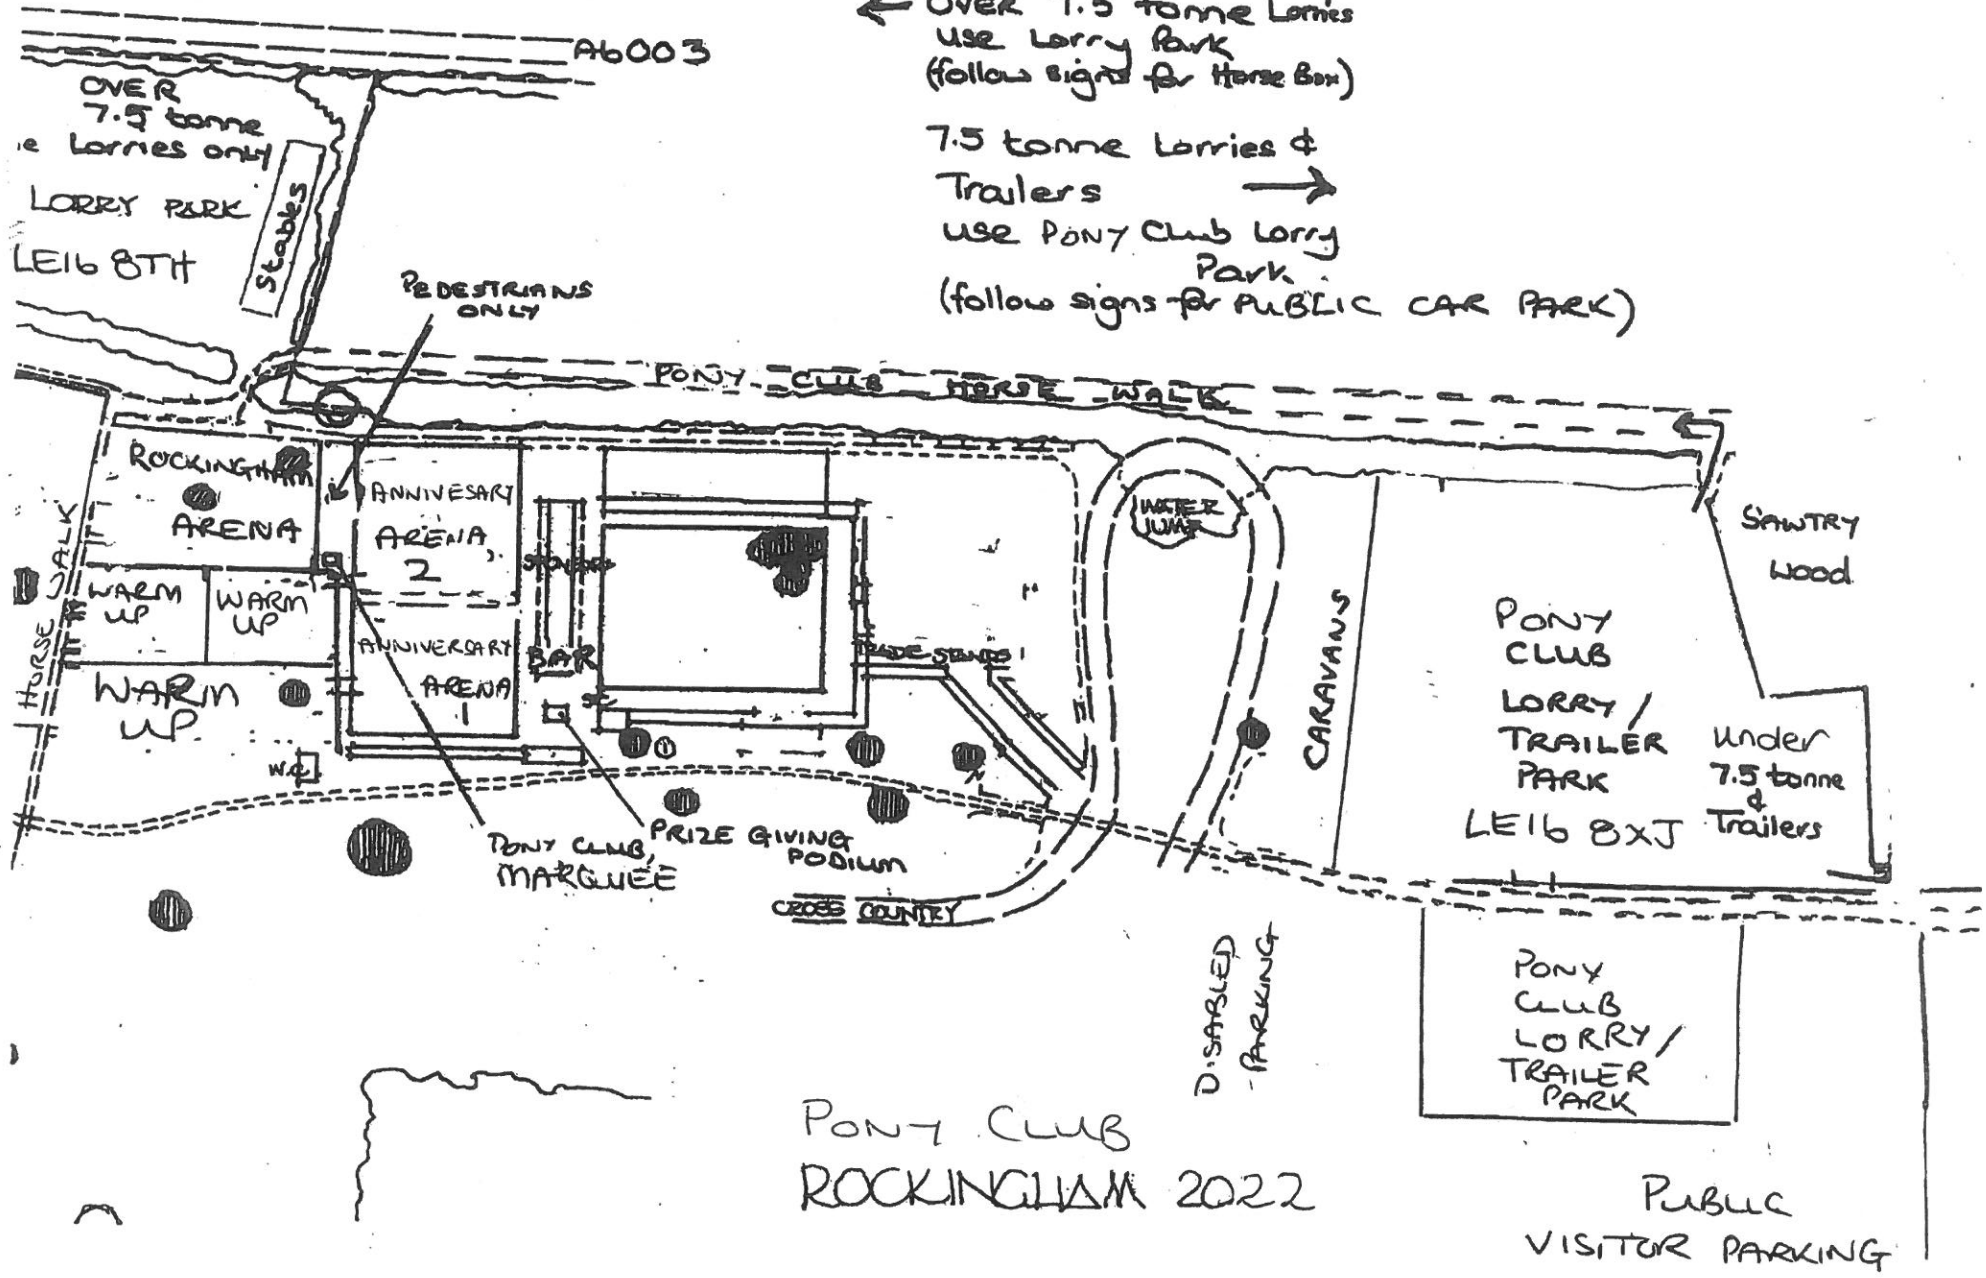 ← OVER 7.5 tonne Lorries
use Lorry Park
(follow signs for Horse Box)
7.5 tonne Lorries &
Trailers →
use PONY Club Lorry
Park
(follow signs for PUBLIC CAR PARK)
A6003
OVER
7.5 tonne
Lorries only
LORRY PARK
LE16 8TH
Stables
PEDESTRIANS
ONLY
PONY CLUB HORSE WALK
ROCKINGHAM
ARENA
ANNIVESARY
ARENA
2
WARM
UP
WARM
UP
HORSE WALK
ANNIVERSARY
ARENA
1
WARM
UP
W.C
BAR
TRADE STANDS
WATER
JUMP
CARAVANS
SAWTRY
Wood
PONY
CLUB
LORRY/
TRAILER
PARK
LE16 8XJ
under
7.5 tonne
&
Trailers
PONY CLUB
MARQUEE
PRIZE GIVING
PODIUM
CROSS COUNTRY
DISABLED
PARKING
PONY
CLUB
LORRY/
TRAILER
PARK
PONY CLUB
ROCKINGHAM 2022
PUBLIC
VISITOR PARKING